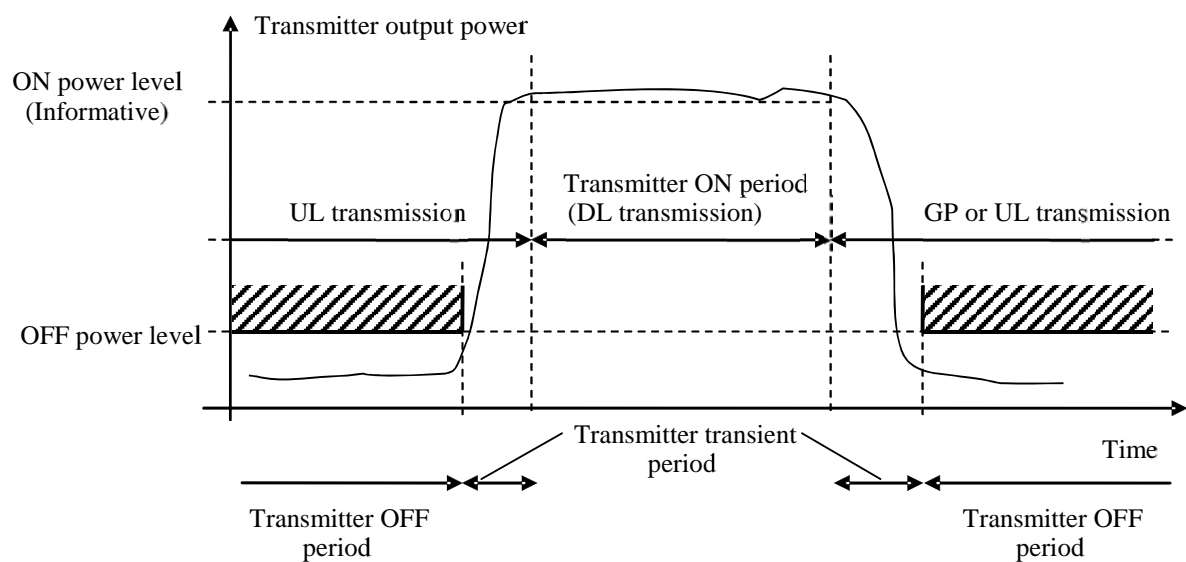 Transmitter output power
ON power level
(Informative)
Transmitter ON period
(DL transmission)
UL transmission
GP or UL transmission
OFF power level
Transmitter transient
period
Time
Transmitter OFF
period
Transmitter OFF
period